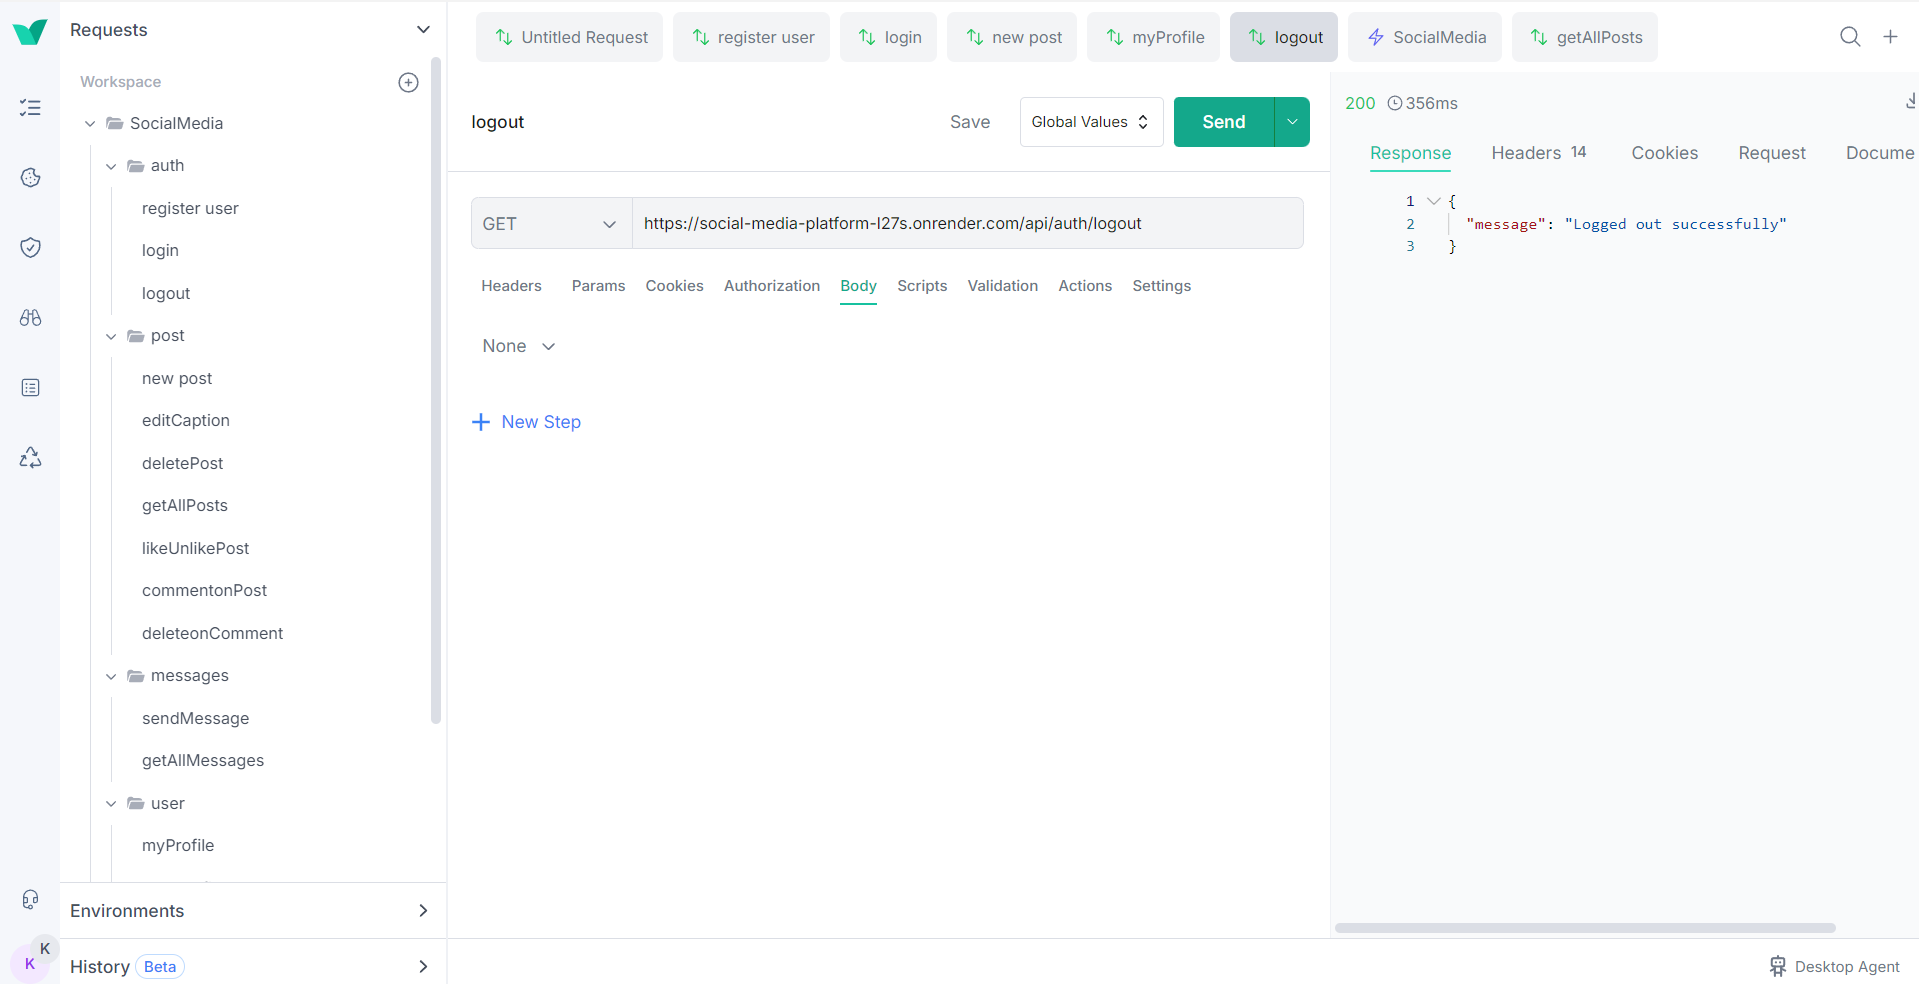 Requests
Workspace
SocialMedia
auth
register user
login
logout
post
new post
editCaption
deletePost
getAllPosts
likeUnlikePost
commentonPost
deleteonComment
messages
sendMessage
getAllMessages
user
myProfile
Environments
History Beta
K
K
Untitled Request register user login new post myProfile logout SocialMedia getAllPosts
logout Save Global Values Send
GET https://social-media-platform-l27s.onrender.com/api/auth/logout
Headers Params Cookies Authorization Body Scripts Validation Actions Settings
None
New Step
200 356ms
Response Headers 14 Cookies Request Docume
1 {
2 "message": "Logged out successfully"
3 }
Desktop Agent